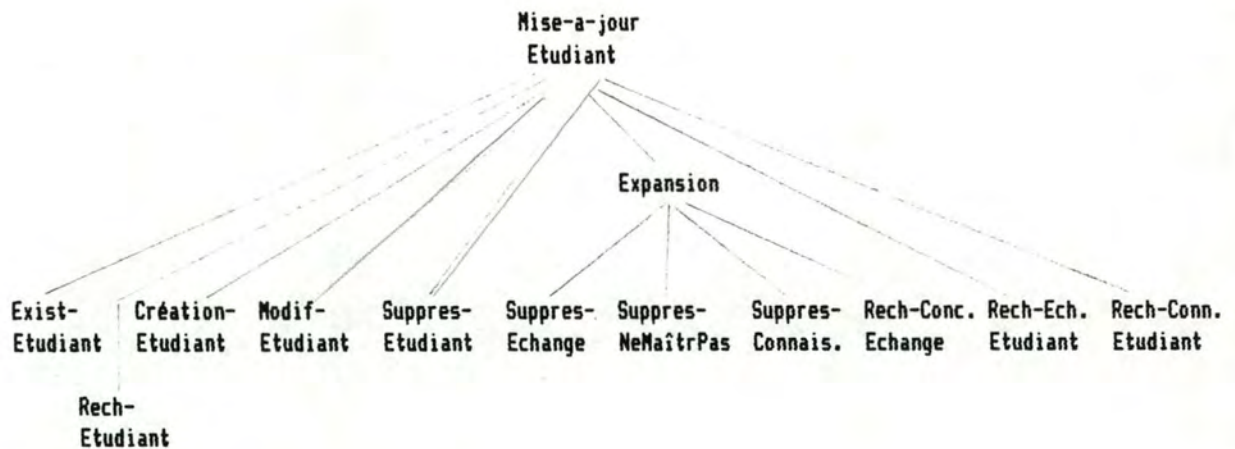 Mise-a-jour
Etudiant
Expansion
Exist-
Etudiant
Création-
Etudiant
Modif-
Etudiant
Suppres-
Etudiant
Suppres-
Echange
Suppres-
NeMaîtrPas
Suppres-
Connais.
Rech-Conc.
Echange
Rech-Ech.
Etudiant
Rech-Conn.
Etudiant
Rech-
Etudiant